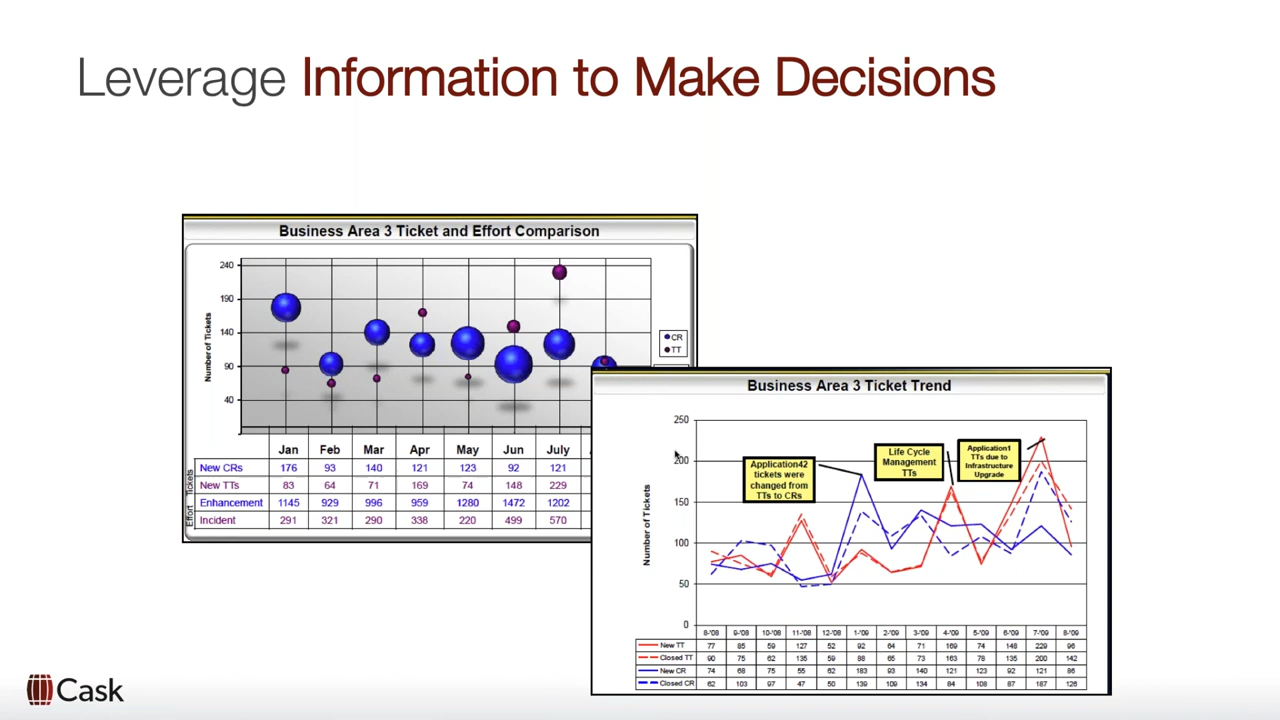 Leverage Information to Make Decisions
Business Area 3 Ticket and Effort Comparison
240
190
140
90
40
Number of Tickets
CR
TT
Jan Feb Mar Apr May Jun July
Tickets
New CRs 176 93 140 121 123 92 121
New TTs 83 64 71 169 74 148 229
Effort
Enhancement 1145 929 996 959 1280 1472 1202
Incident 291 321 290 338 220 499 570
Business Area 3 Ticket Trend
250
200
150
100
50
0
Number of Tickets
Application42
tickets were
changed from
TTs to CRs
Life Cycle
Management
TTs
Application1
TTs due to
Infrastructure
Upgrade
8-'08 9-'08 10-'08 11-'08 12-'08 1-'09 2-'09 3-'09 4-'09 5-'09 6-'09 7-'09 8-'09
New TT 77 85 59 127 52 92 64 71 169 74 148 229 96
Closed TT 90 75 62 135 59 88 65 73 163 78 135 200 142
New CR 74 68 75 55 62 183 93 140 121 123 92 121 86
Closed CR 62 103 97 47 50 139 109 134 84 108 87 187 126
Cask